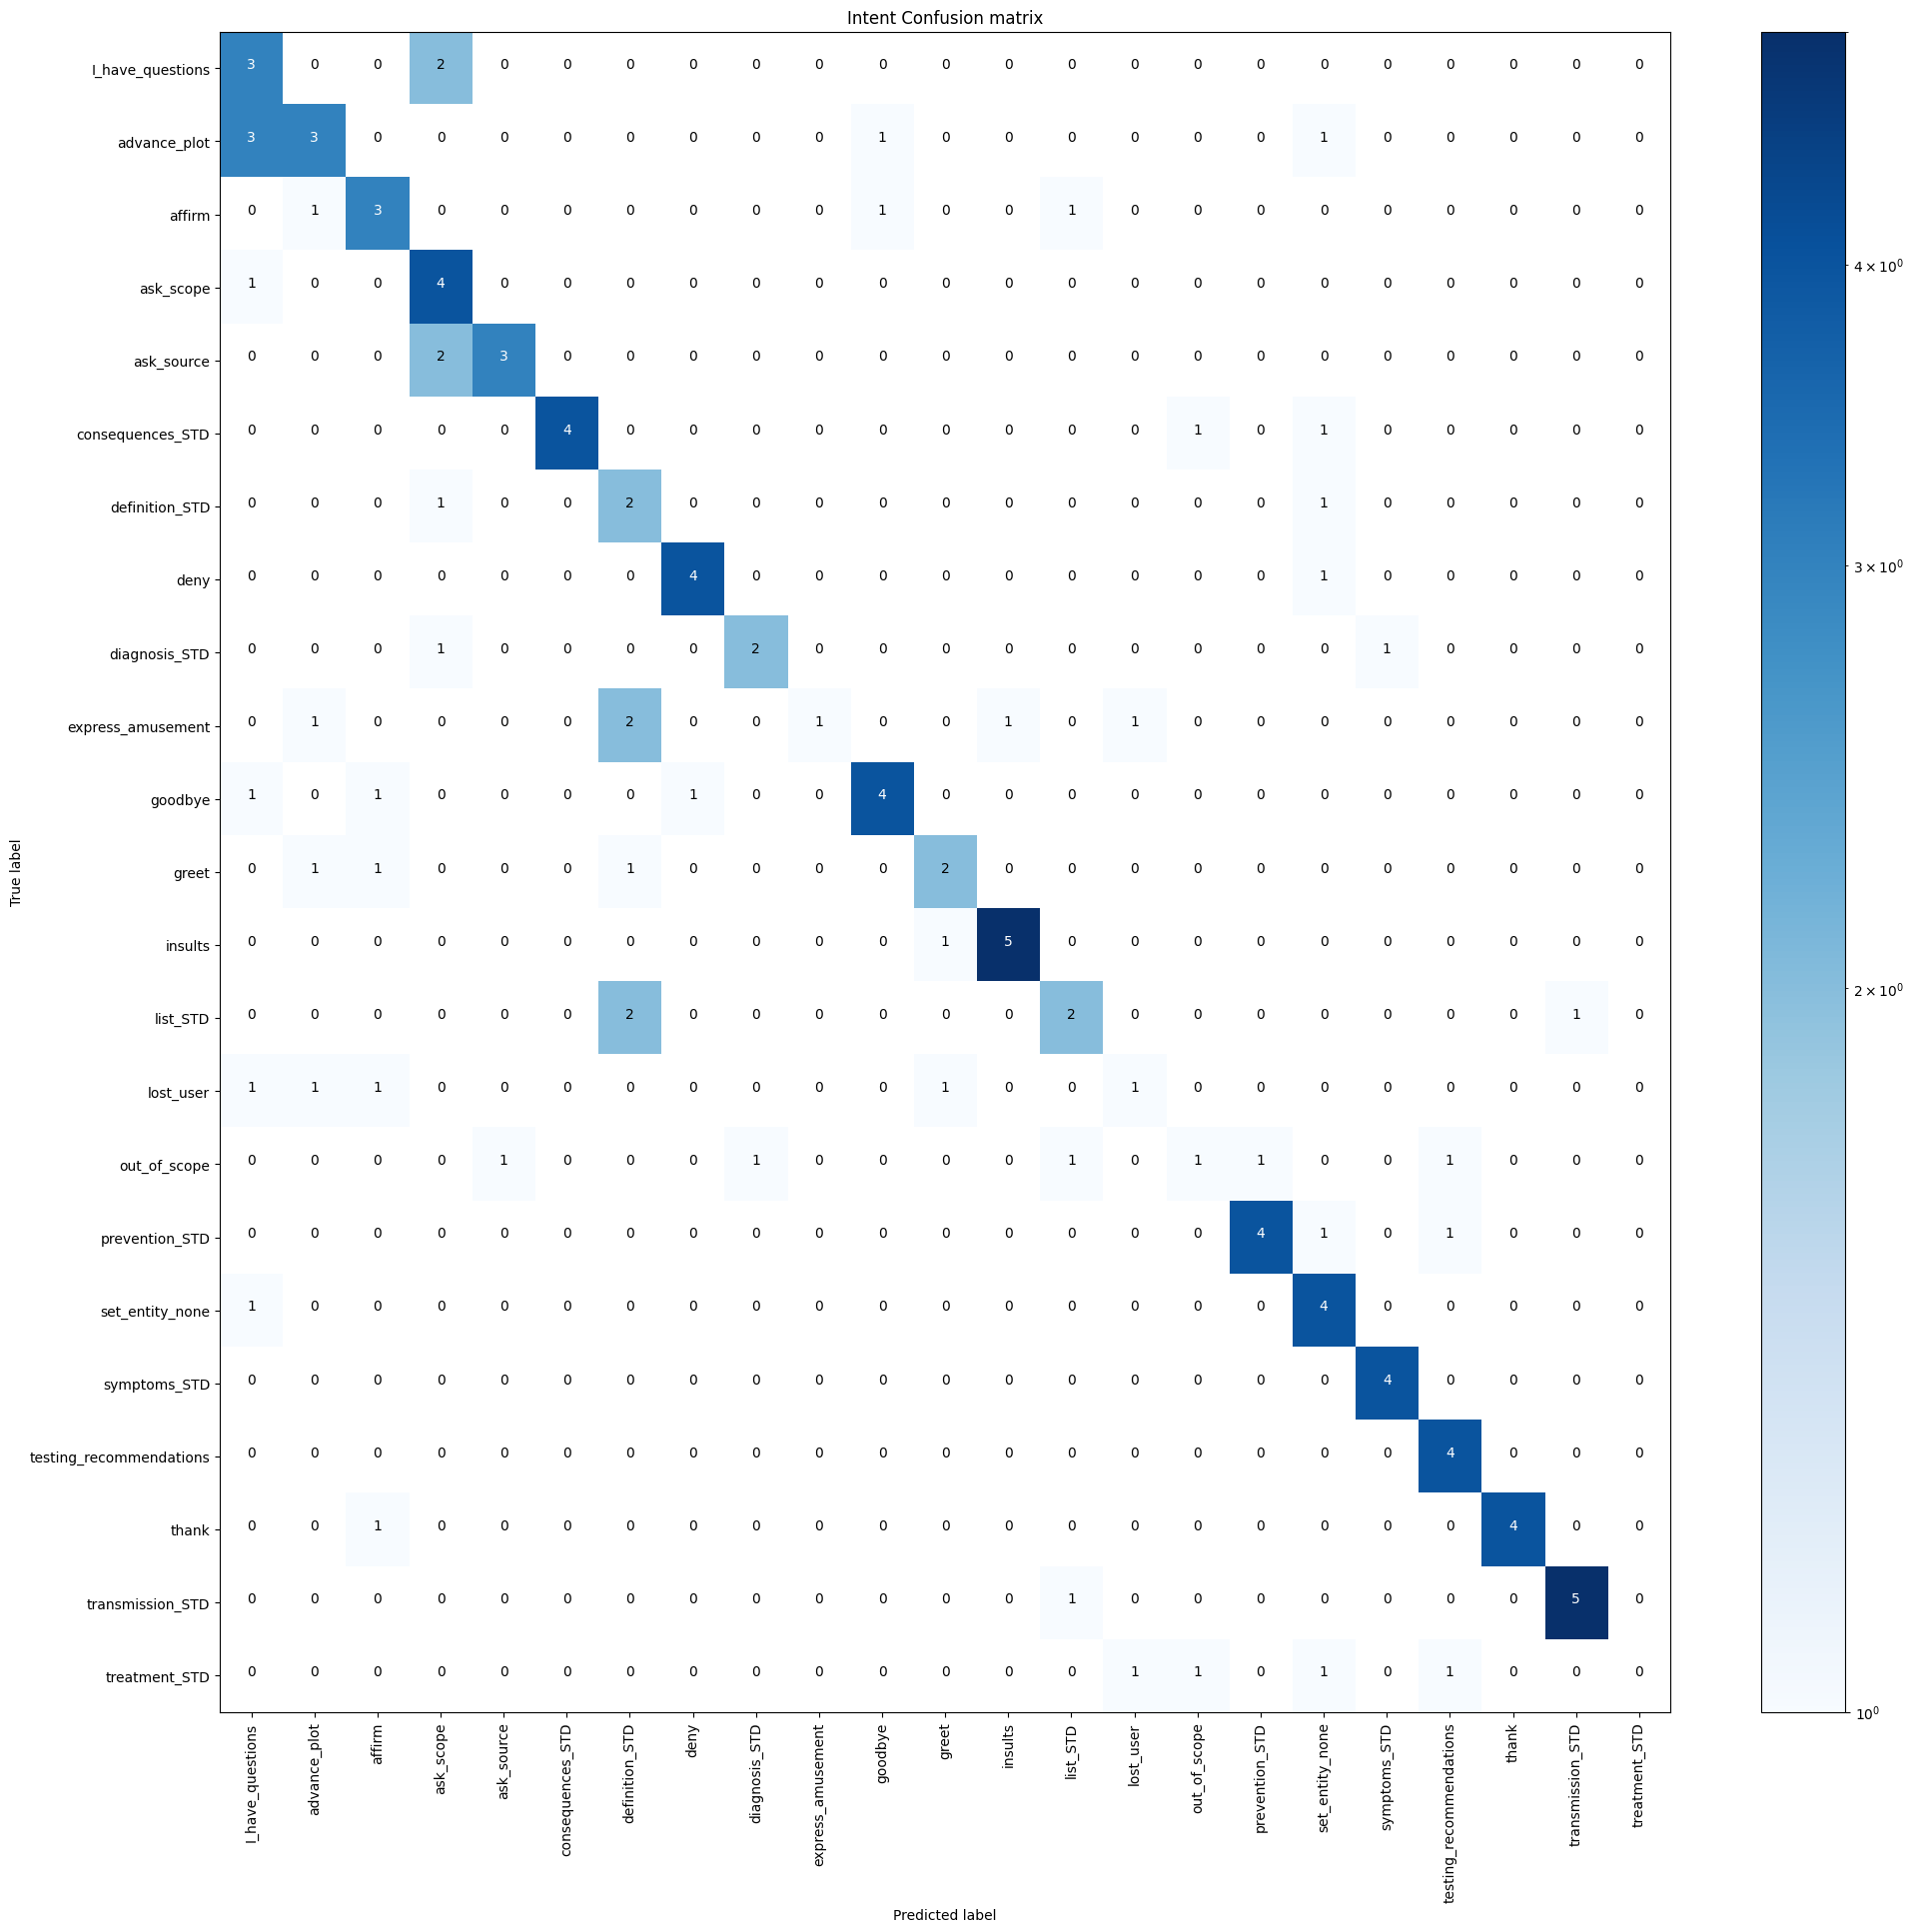 Intent Confusion matrix
I_have_questions 3 0 0 2 0 0 0 0 0 0 0 0 0 0 0 0 0 0 0 0 0 0 0
advance_plot 3 3 0 0 0 0 0 0 0 0 1 0 0 0 0 0 0 1 0 0 0 0 0
affirm 0 1 3 0 0 0 0 0 0 0 1 0 0 1 0 0 0 0 0 0 0 0 0
ask_scope 1 0 0 4 0 0 0 0 0 0 0 0 0 0 0 0 0 0 0 0 0 0 0
ask_source 0 0 0 2 3 0 0 0 0 0 0 0 0 0 0 0 0 0 0 0 0 0 0
consequences_STD 0 0 0 0 0 4 0 0 0 0 0 0 0 0 0 1 0 1 0 0 0 0 0
definition_STD 0 0 0 1 0 0 2 0 0 0 0 0 0 0 0 0 0 1 0 0 0 0 0
deny 0 0 0 0 0 0 0 4 0 0 0 0 0 0 0 0 0 1 0 0 0 0 0
diagnosis_STD 0 0 0 1 0 0 0 0 2 0 0 0 0 0 0 0 0 0 1 0 0 0 0
express_amusement 0 1 0 0 0 0 2 0 0 1 0 0 1 0 1 0 0 0 0 0 0 0 0
goodbye 1 0 1 0 0 0 0 1 0 0 4 0 0 0 0 0 0 0 0 0 0 0 0
greet 0 1 1 0 0 0 1 0 0 0 0 2 0 0 0 0 0 0 0 0 0 0 0
insults 0 0 0 0 0 0 0 0 0 0 0 1 5 0 0 0 0 0 0 0 0 0 0
list_STD 0 0 0 0 0 0 2 0 0 0 0 0 0 2 0 0 0 0 0 0 0 1 0
lost_user 1 1 1 0 0 0 0 0 0 0 0 1 0 0 1 0 0 0 0 0 0 0 0
out_of_scope 0 0 0 0 1 0 0 0 1 0 0 0 0 1 0 1 1 0 0 1 0 0 0
prevention_STD 0 0 0 0 0 0 0 0 0 0 0 0 0 0 0 0 4 1 0 1 0 0 0
set_entity_none 1 0 0 0 0 0 0 0 0 0 0 0 0 0 0 0 0 4 0 0 0 0 0
symptoms_STD 0 0 0 0 0 0 0 0 0 0 0 0 0 0 0 0 0 0 4 0 0 0 0
testing_recommendations 0 0 0 0 0 0 0 0 0 0 0 0 0 0 0 0 0 0 0 4 0 0 0
thank 0 0 1 0 0 0 0 0 0 0 0 0 0 0 0 0 0 0 0 0 4 0 0
transmission_STD 0 0 0 0 0 0 0 0 0 0 0 0 0 1 0 0 0 0 0 0 0 5 0
treatment_STD 0 0 0 0 0 0 0 0 0 0 0 0 0 0 1 1 0 1 0 1 0 0 0
True label
I_have_questions
advance_plot
affirm
ask_scope
ask_source
consequences_STD
definition_STD
deny
diagnosis_STD
express_amusement
goodbye
greet
insults
list_STD
lost_user
out_of_scope
prevention_STD
set_entity_none
symptoms_STD
testing_recommendations
thank
transmission_STD
treatment_STD
Predicted label
4 × 10⁰
3 × 10⁰
2 × 10⁰
10⁰